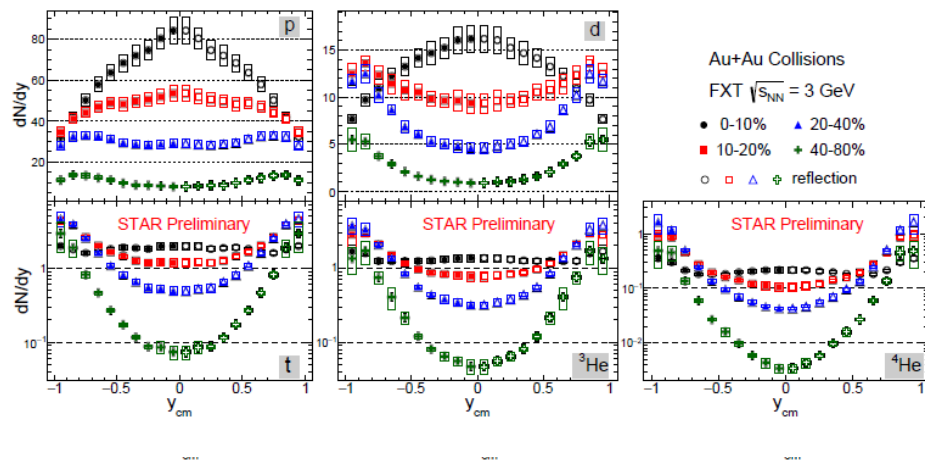 p
d
80
60
40
20
dN/dy
15
10
5
0
dN/dy
Au+Au Collisions
FXT √sNN = 3 GeV
0-10%
20-40%
10-20%
40-80%
reflection
STAR Preliminary
STAR Preliminary
STAR Preliminary
1
10⁻¹
dN/dy
1
10⁻¹
1
10⁻¹
10⁻²
t
³He
⁴He
−1 −0.5 0 0.5 1
−1 −0.5 0 0.5 1
−1 −0.5 0 0.5 1
ycm
ycm
ycm